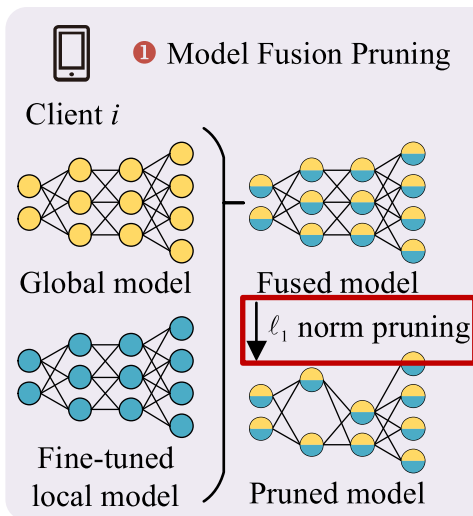 ❶ Model Fusion Pruning
Client i
Global model
Fused model
ℓ₁ norm pruning
Fine-tuned
local model
Pruned model